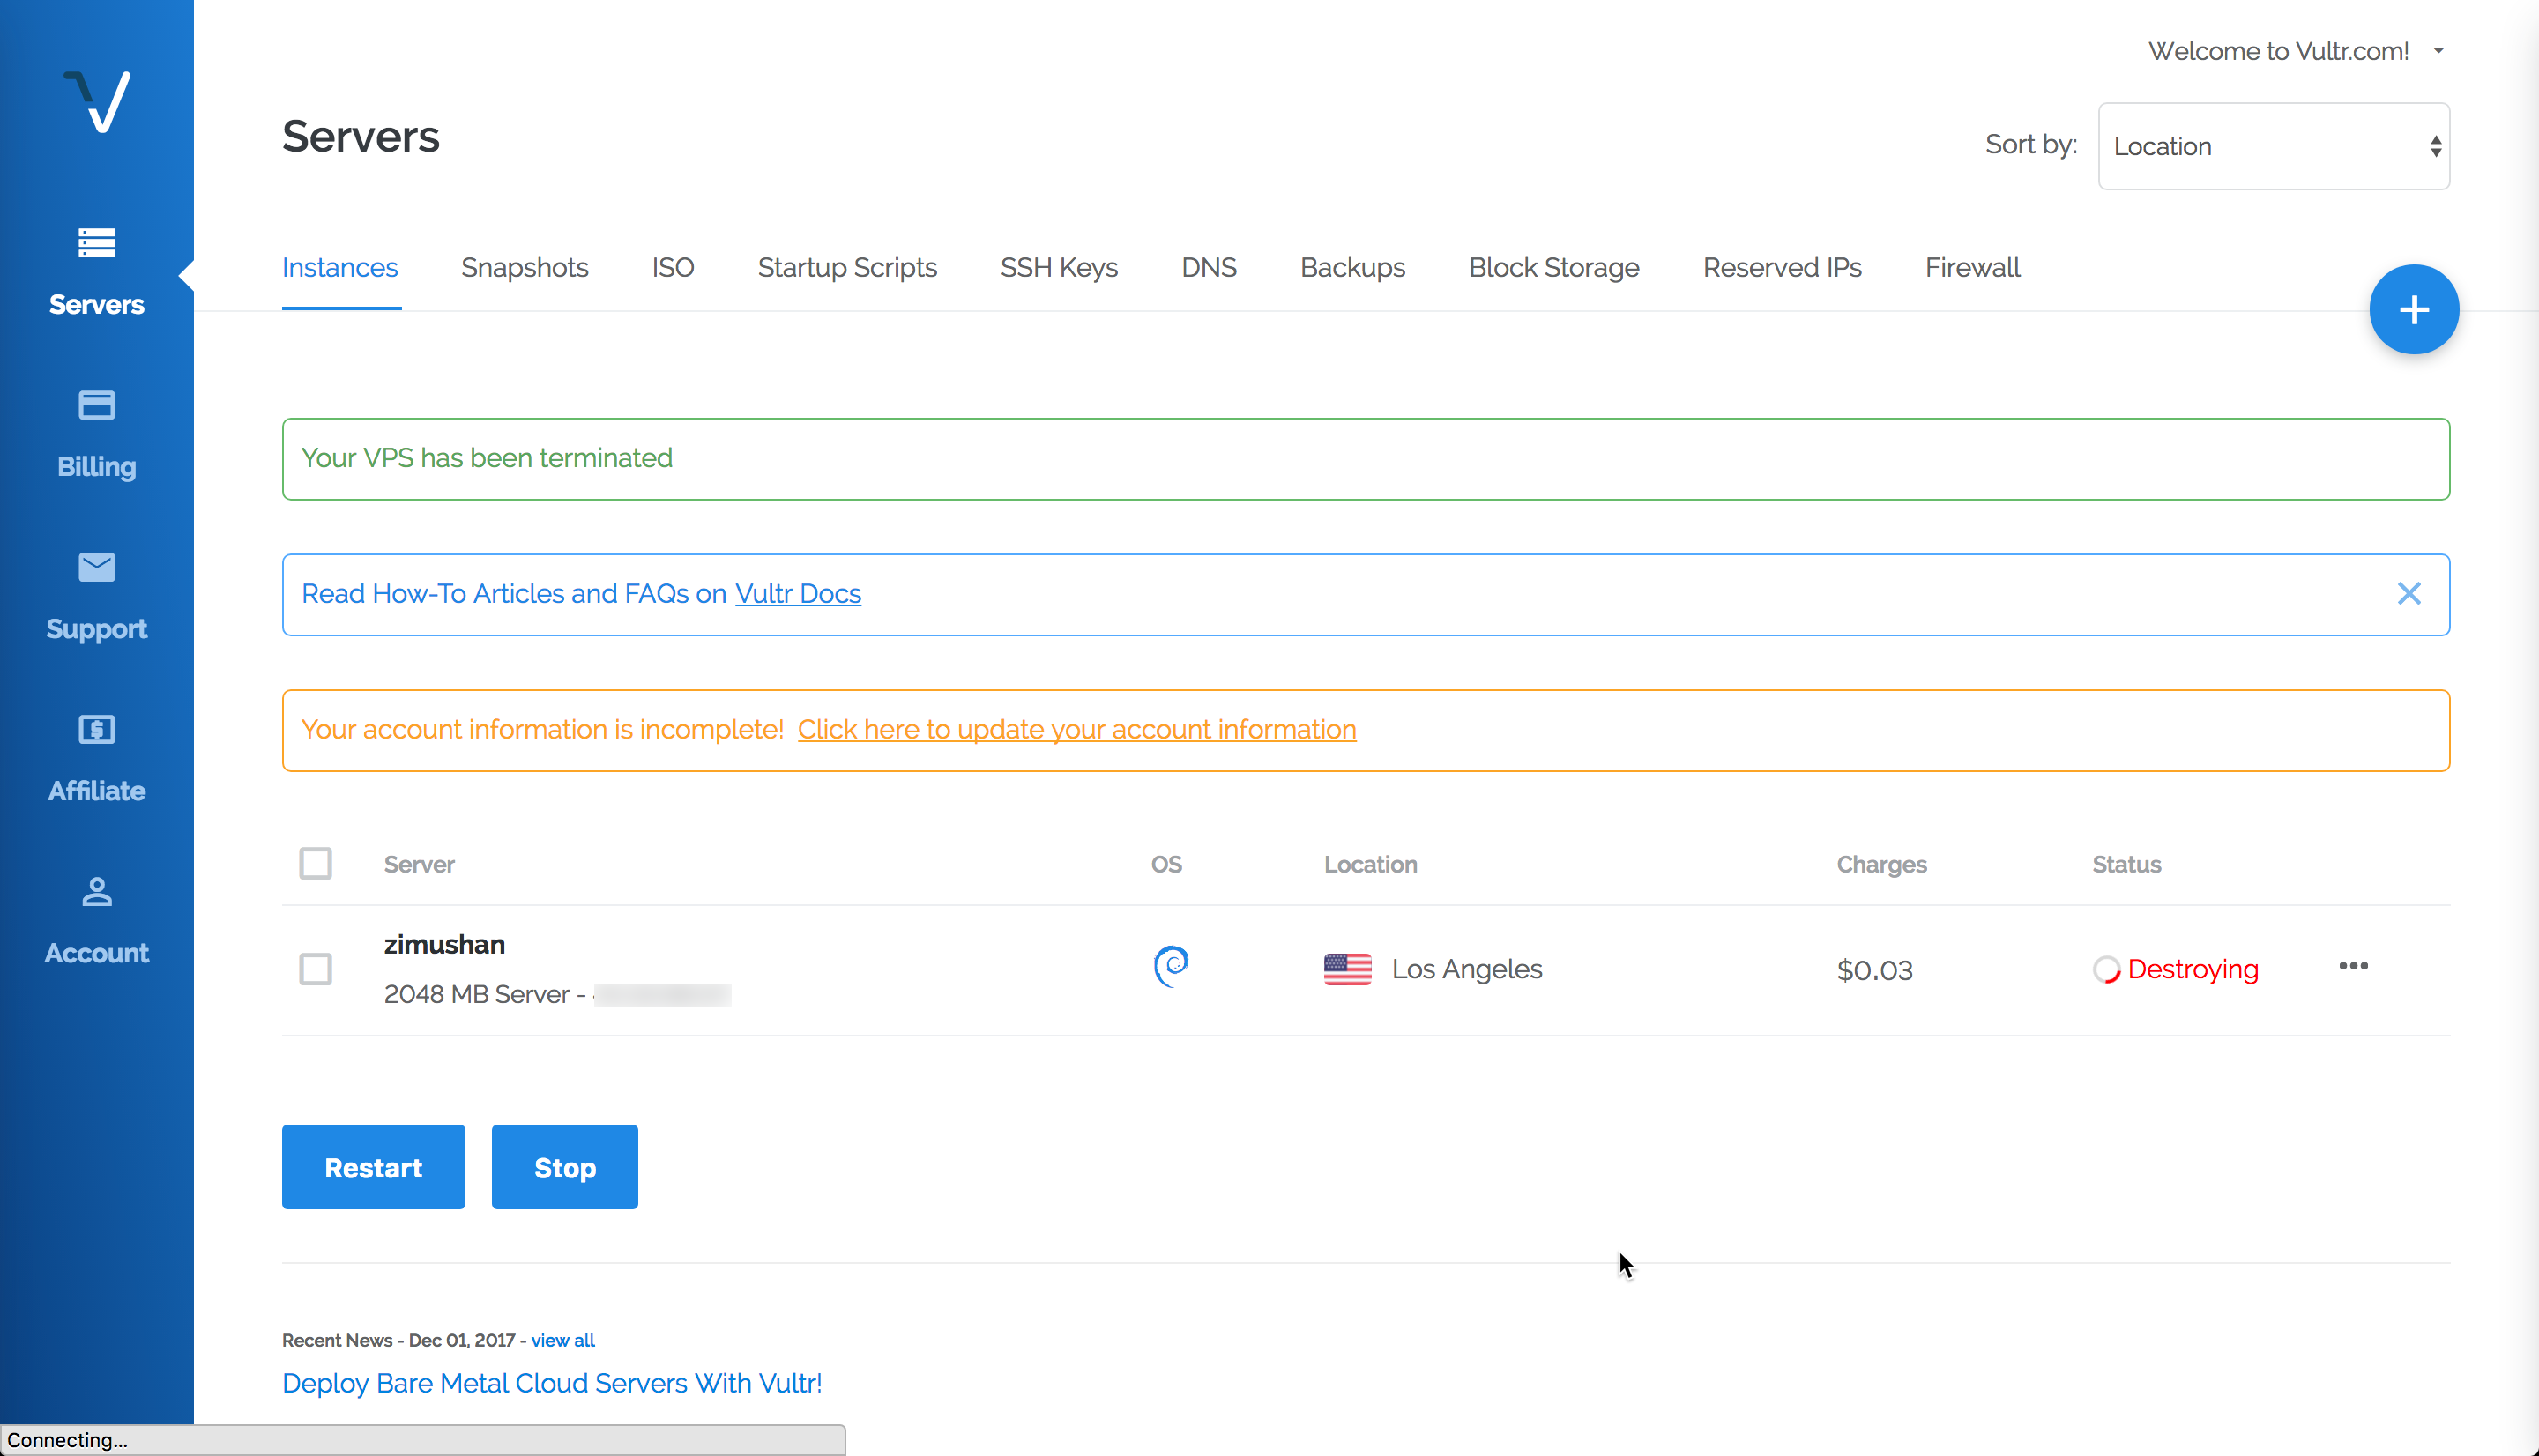 Welcome to Vultr.com!
Servers
Sort by: Location
Instances Snapshots ISO Startup Scripts SSH Keys DNS Backups Block Storage Reserved IPs Firewall
Servers
Billing
Support
Affiliate
Account
Your VPS has been terminated
Read How-To Articles and FAQs on Vultr Docs
Your account information is incomplete! Click here to update your account information
Server OS Location Charges Status
zimushan
2048 MB Server -
Los Angeles $0.03 Destroying
Restart Stop
Recent News - Dec 01, 2017 - view all
Deploy Bare Metal Cloud Servers With Vultr!
Connecting...